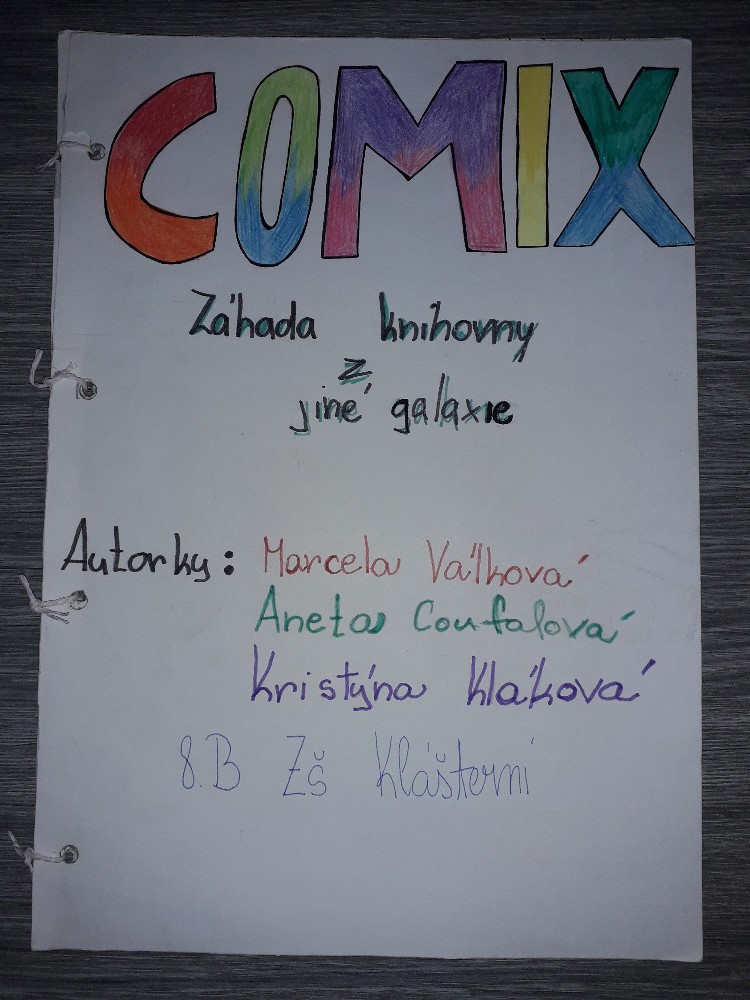 COMIX
Záhada knihovny
z
jiné galaxie
Autorky: Marcela Válková
Aneta Coufalová
Kristýna Kláková
8.B Zš Klášterní